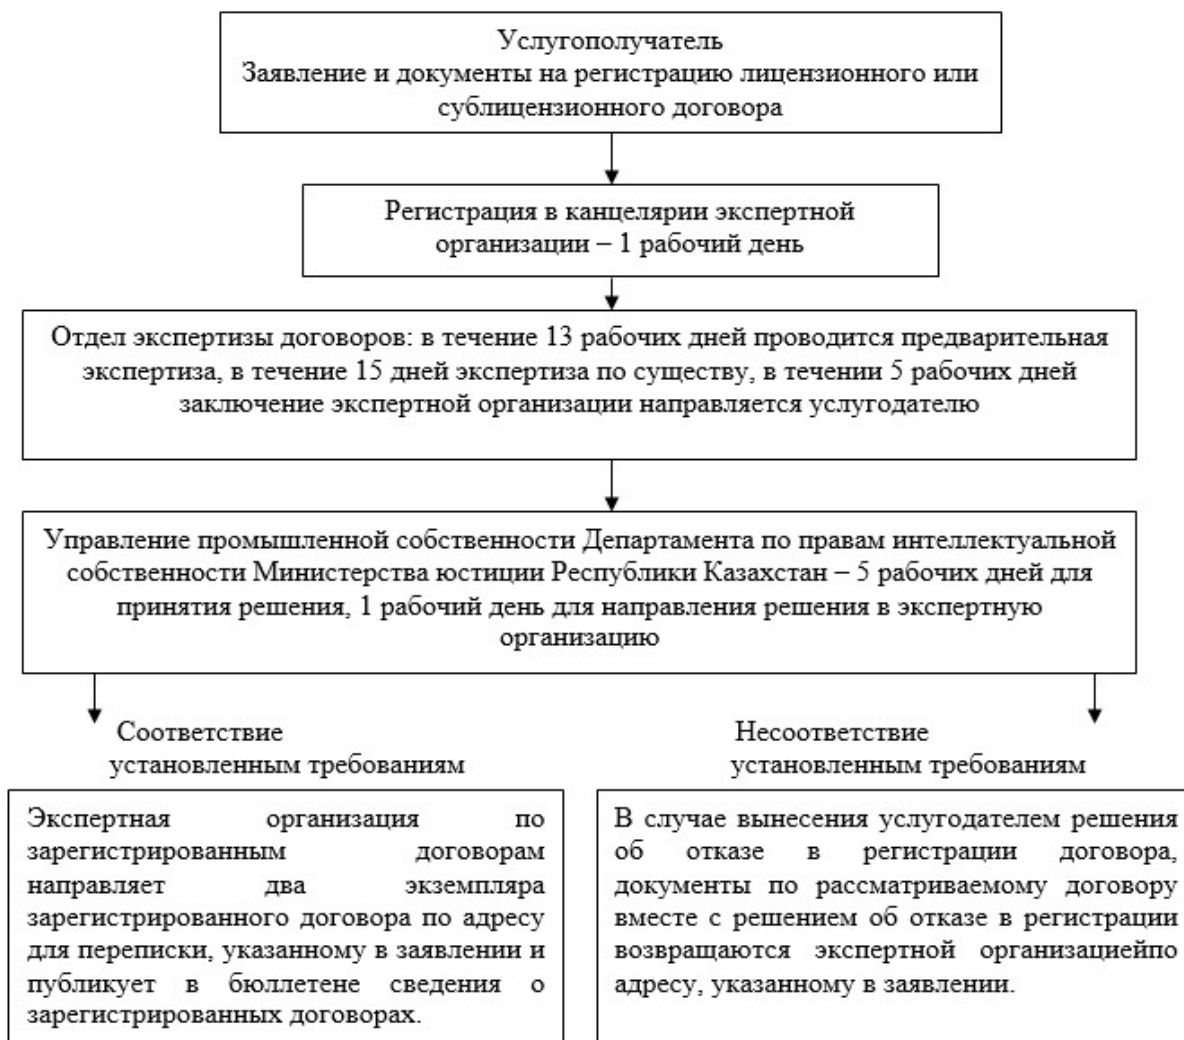 Услугополучатель
Заявление и документы на регистрацию лицензионного или
сублицензионного договора
Регистрация в канцелярии экспертной
организации – 1 рабочий день
Отдел экспертизы договоров: в течение 13 рабочих дней проводится предварительная
экспертиза, в течение 15 дней экспертиза по существу, в течении 5 рабочих дней
заключение экспертной организации направляется услугодателю
Управление промышленной собственности Департамента по правам интеллектуальной
собственности Министерства юстиции Республики Казахстан – 5 рабочих дней для
принятия решения, 1 рабочий день для направления решения в экспертную
организацию
Соответствие
установленным требованиям
Экспертная организация по
зарегистрированным договорам
направляет два экземпляра
зарегистрированного договора по адресу
для переписки, указанному в заявлении и
публикует в бюллетене сведения о
зарегистрированных договорах.
Несоответствие
установленным требованиям
В случае вынесения услугодателем решения
об отказе в регистрации договора,
документы по рассматриваемому договору
вместе с решением об отказе в регистрации
возвращаются экспертной организациейпо
адресу, указанному в заявлении.